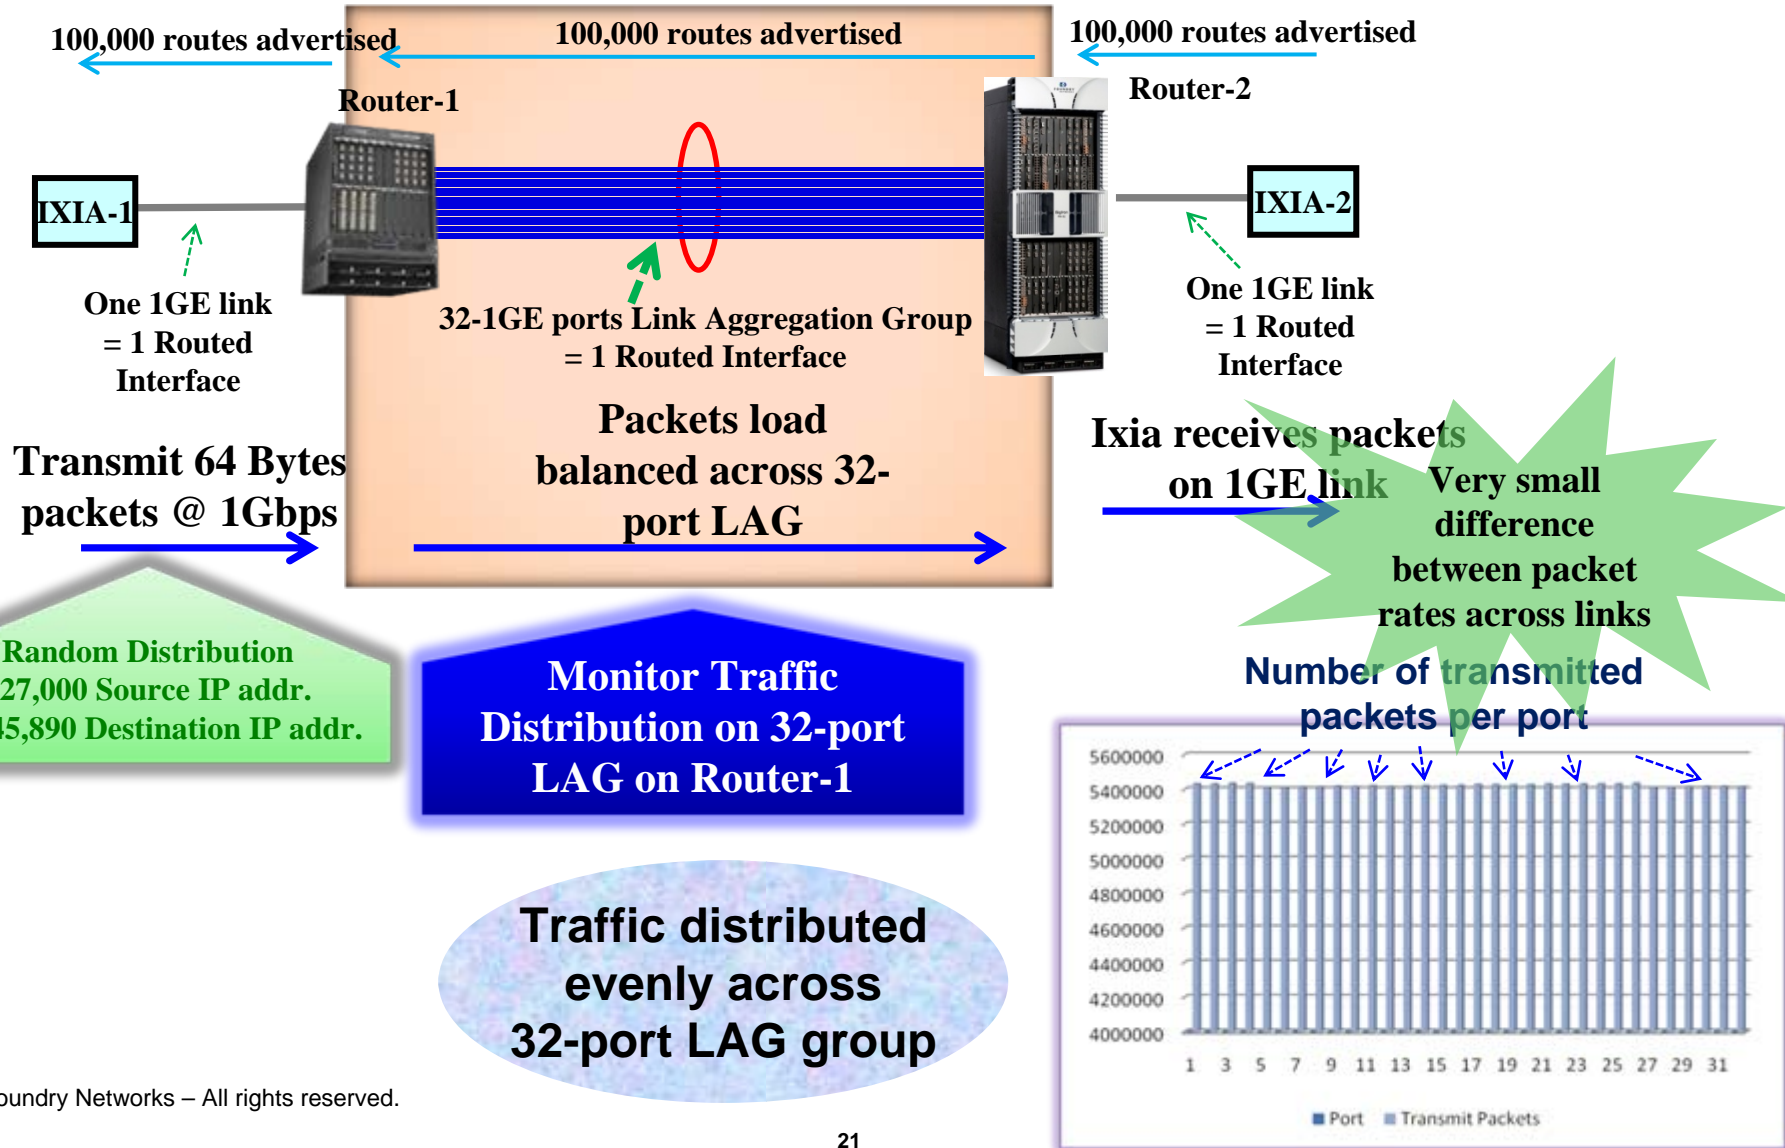 100,000 routes advertised
100,000 routes advertised
100,000 routes advertised
Router-1
Router-2
IXIA-1
IXIA-2
One 1GE link
= 1 Routed
Interface
32-1GE ports Link Aggregation Group
= 1 Routed Interface
One 1GE link
= 1 Routed
Interface
Transmit 64 Bytes
packets @ 1Gbps
Packets load
balanced across 32-
port LAG
Ixia receives packets
on 1GE link
Very small
difference
between packet
rates across links
Random Distribution
27,000 Source IP addr.
45,890 Destination IP addr.
Monitor Traffic
Distribution on 32-port
LAG on Router-1
Number of transmitted
packets per port
5600000
5400000
5200000
5000000
4800000
4600000
4400000
4200000
4000000
1 3 5 7 9 11 13 15 17 19 21 23 25 27 29 31
Port Transmit Packets
Traffic distributed
evenly across
32-port LAG group
oundry Networks – All rights reserved.
21